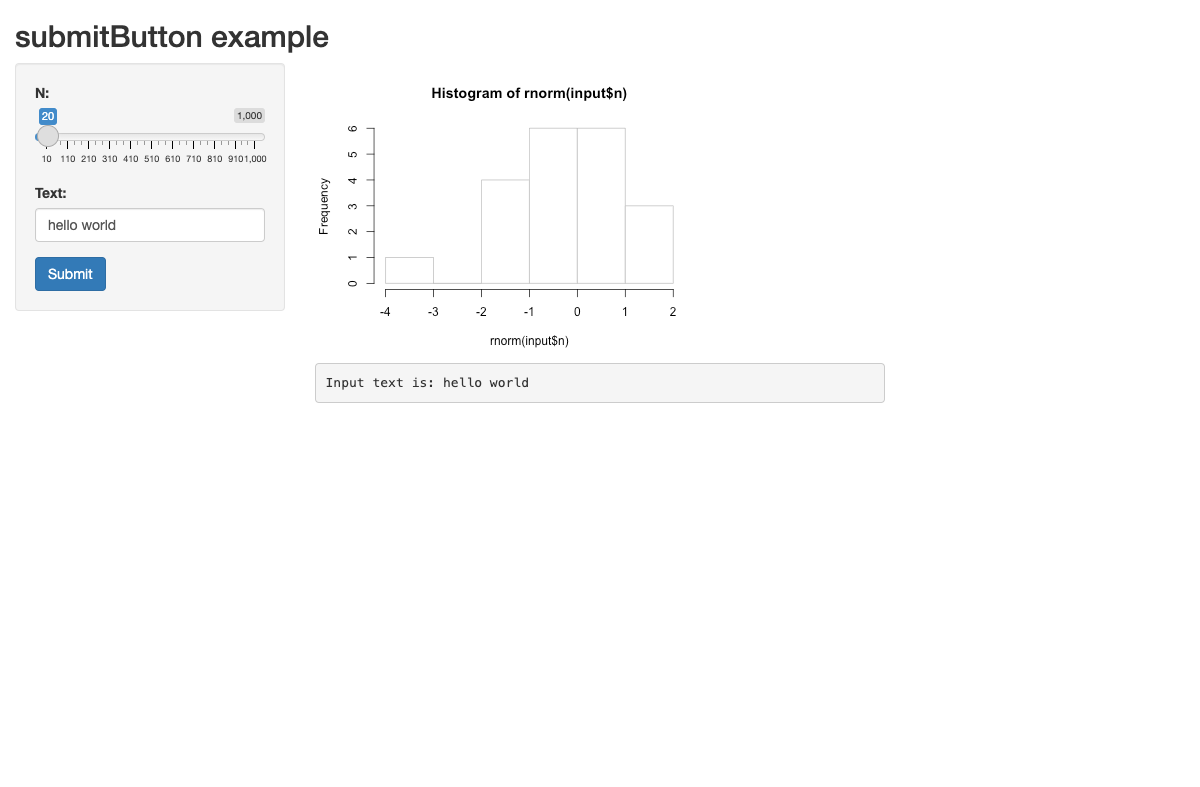 submitButton example
N:
20
1,000
10 110 210 310 410 510 610 710 810 910 1,000
Text:
hello world
Submit
Histogram of rnorm(input$n)
Frequency
6
5
4
3
2
1
0
-4 -3 -2 -1 0 1 2
rnorm(input$n)
Input text is: hello world